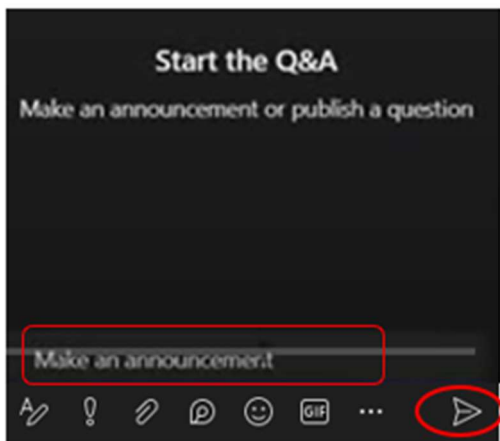 Start the Q&A
Make an announcement or publish a question
Make an announcement
GIF